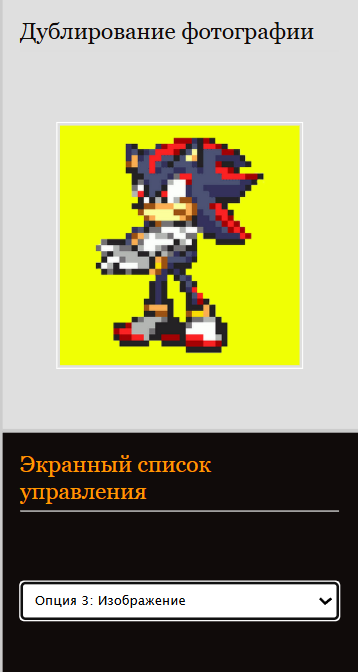 Дублирование фотографии
Экранный список
управления
Опция 3: Изображение